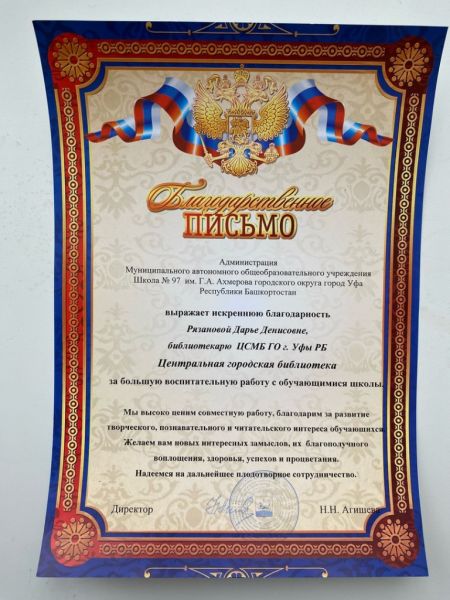 Благодарственное
ПИСЬМО
Администрация
Муниципального автономного общеобразовательного учреждения
Школа № 97 им. Г.А. Ахмерова городского округа город Уфа
Республики Башкортостан
выражает искреннюю благодарность
Рязановой Дарье Денисовне,
библиотекарю ЦСМБ ГО г. Уфы РБ
Центральная городская библиотека
за большую воспитательную работу с обучающимися школы.
Мы высоко ценим совместную работу, благодарим за развитие
творческого, познавательного и читательского интереса обучающихся.
Желаем вам новых интересных замыслов, их благополучного
воплощения, здоровья, успехов и процветания.
Надеемся на дальнейшее плодотворное сотрудничество.
Директор Н.Н. Агишева